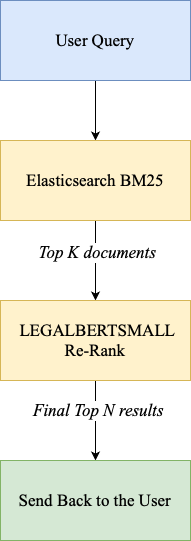 User Query
Elasticsearch BM25
Top K documents
LEGALBERTSMALL
Re-Rank
Final Top N results
Send Back to the User